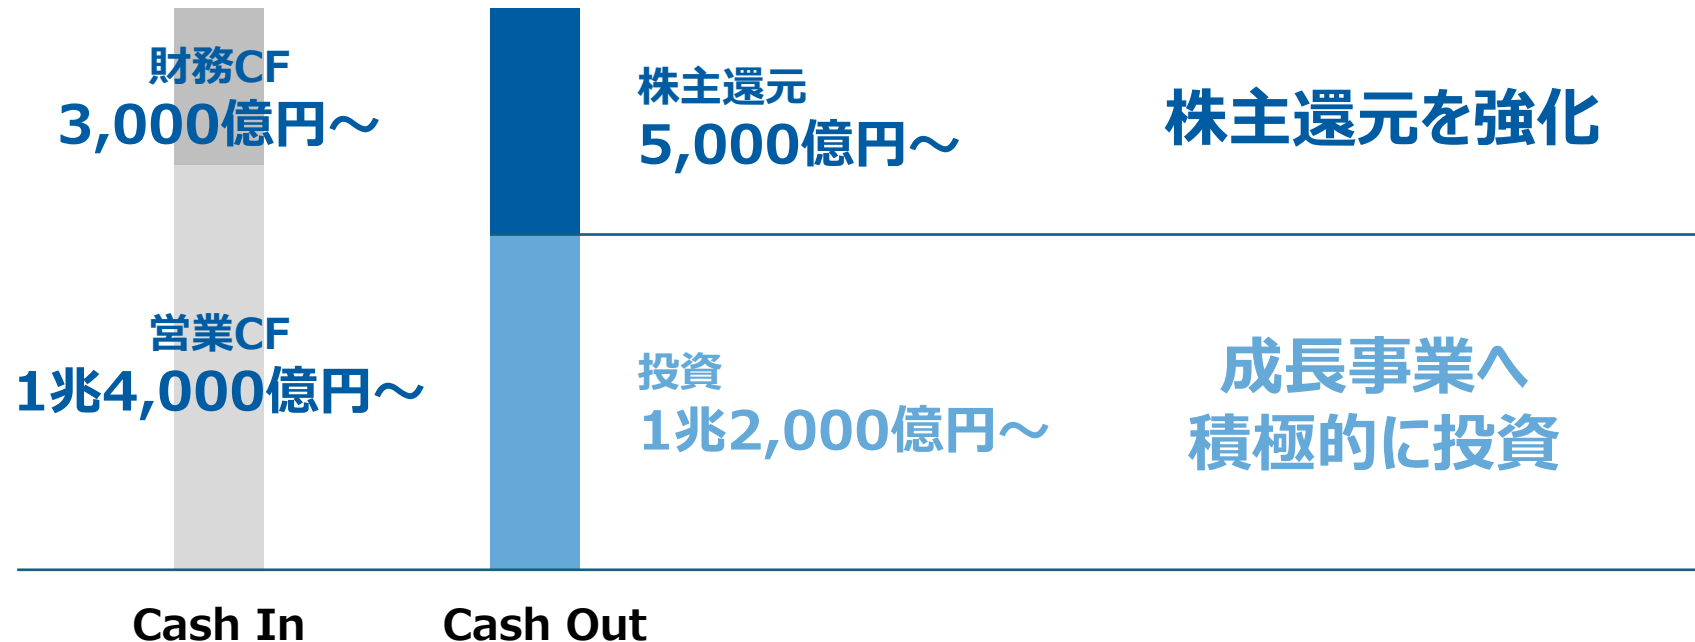 財務CF
3,000億円～
営業CF
1兆4,000億円～
株主還元
5,000億円～
株主還元を強化
投資
1兆2,000億円～
成長事業へ
積極的に投資
Cash In
Cash Out